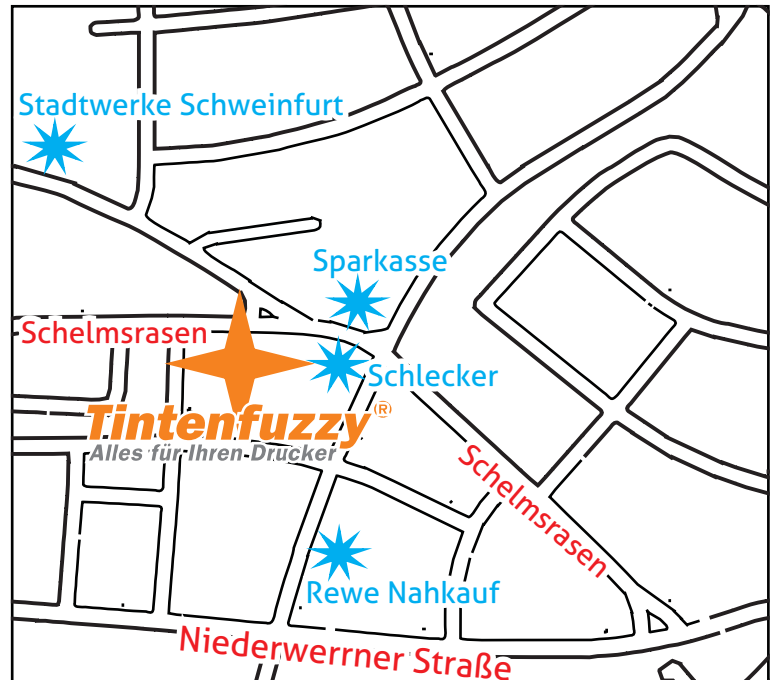 Stadtwerke Schweinfurt
Sparkasse
Schelmsrasen
Schlecker
Tintenfuzzy®
Alles für Ihren Drucker
Schelmsrasen
Rewe Nahkauf
Niederwerrner Straße